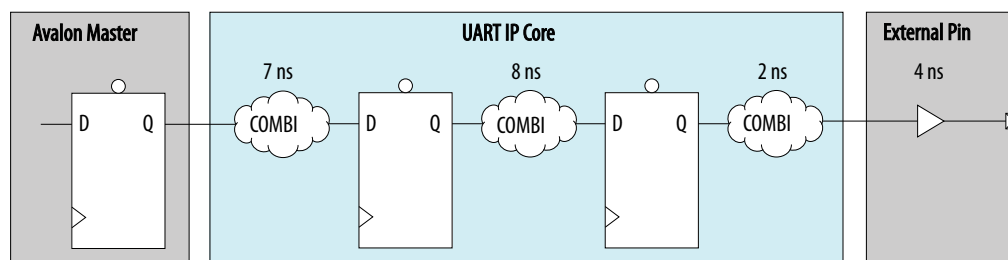 Avalon Master
UART IP Core
External Pin
7 ns
8 ns
2 ns
4 ns
D Q
COMBI
D Q
COMBI
D Q
COMBI